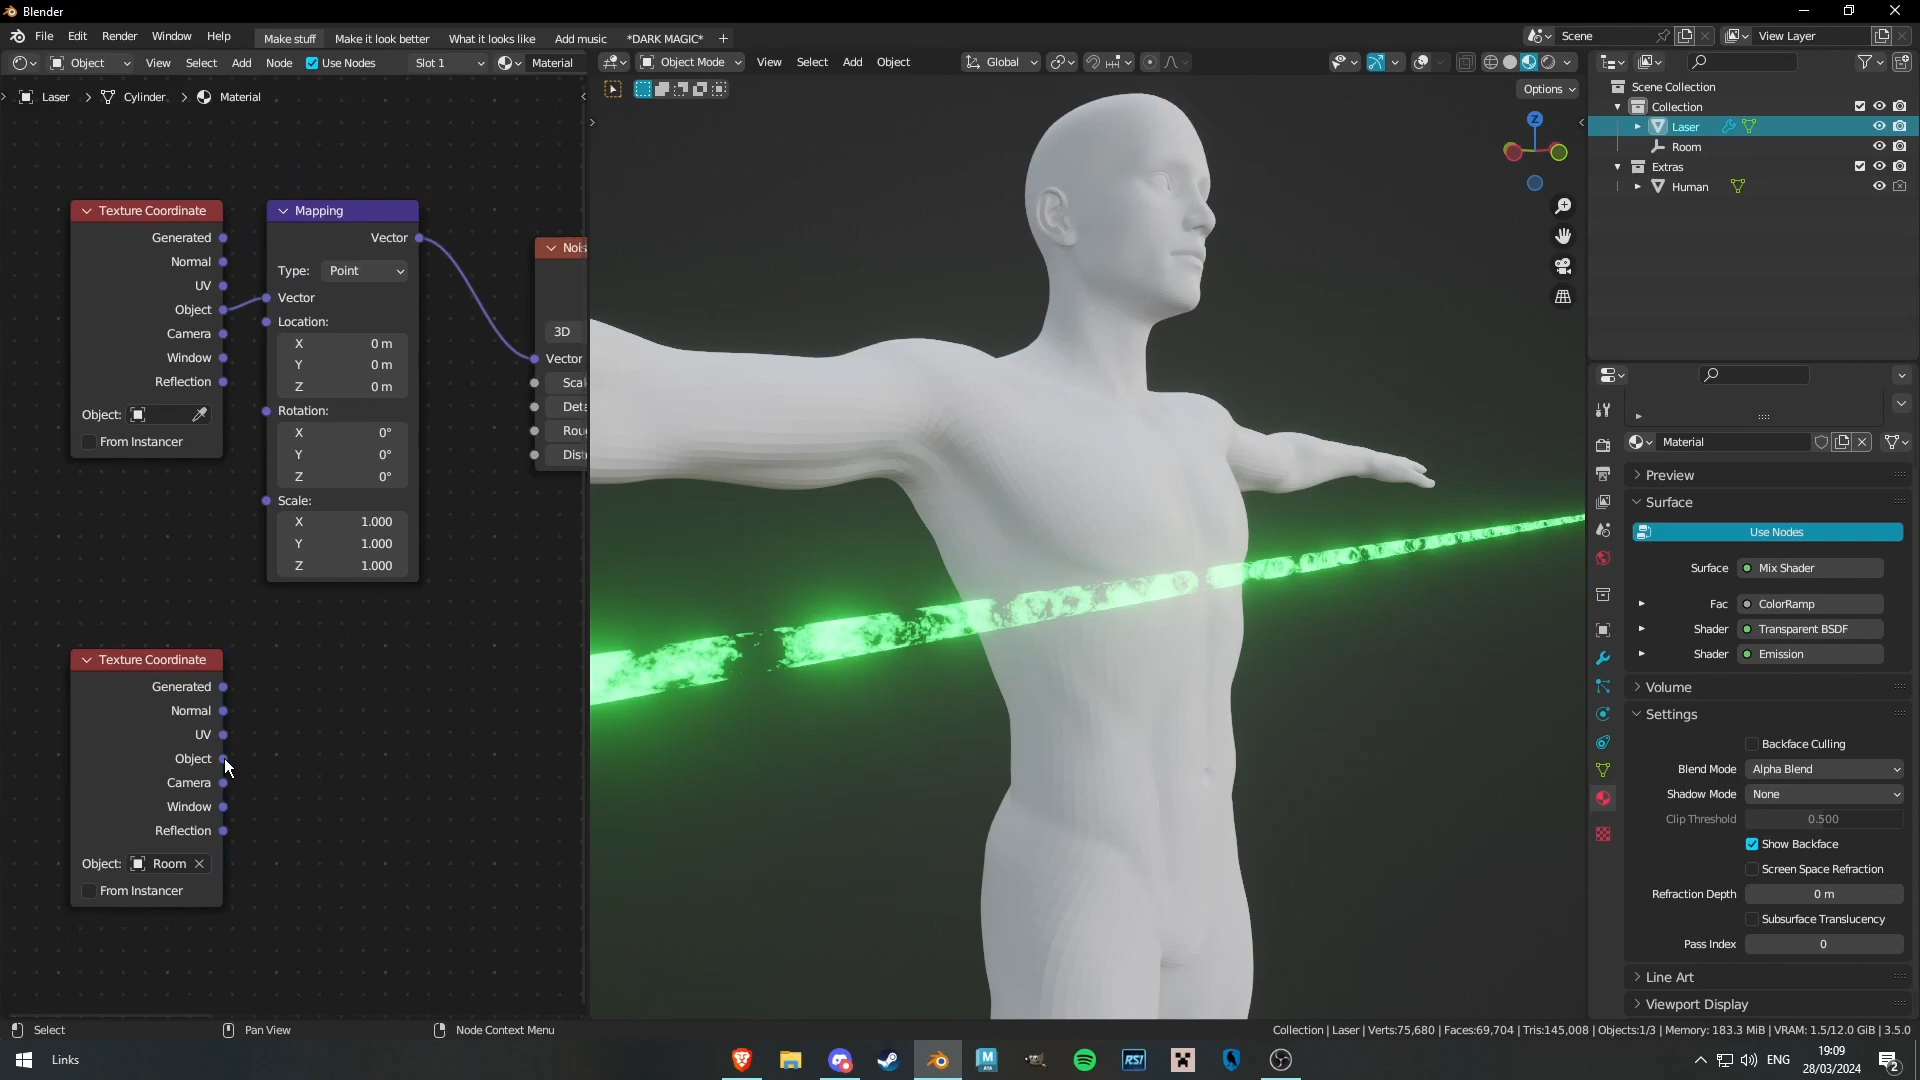 Blender
File Edit Render Window Help Make stuff Make it look better What it looks like Add music *DARK MAGIC* + Scene View Layer
Object View Select Add Node Use Nodes Slot 1 Material Object Mode View Select Add Object Global
Options
Laser > Cylinder > Material
Scene Collection
Collection
Laser
Room
Extras
Human
Z
Texture Coordinate
Generated
Normal
UV
Object
Camera
Window
Reflection
Object:
From Instancer
Mapping
Vector
Type: Point
Vector
Location:
X 0 m
Y 0 m
Z 0 m
Rotation:
X 0°
Y 0°
Z 0°
Scale:
X 1.000
Y 1.000
Z 1.000
Nois
3D
Vector
Scal
Deta
Roug
Dist
Texture Coordinate
Generated
Normal
UV
Object
Camera
Window
Reflection
Object: Room
From Instancer
Material
Preview
Surface
Use Nodes
Surface Mix Shader
Fac ColorRamp
Shader Transparent BSDF
Shader Emission
Volume
Settings
Backface Culling
Blend Mode Alpha Blend
Shadow Mode None
Clip Threshold 0.500
Show Backface
Screen Space Refraction
Refraction Depth 0 m
Subsurface Translucency
Pass Index 0
Line Art
Viewport Display
Select Pan View Node Context Menu Collection | Laser | Verts:75,680 | Faces:69,704 | Tris:145,008 | Objects:1/3 | Memory: 183.3 MiB | VRAM: 1.5/12.0 GiB | 3.5.0
Links M RSI ENG 19:09
28/03/2024 2